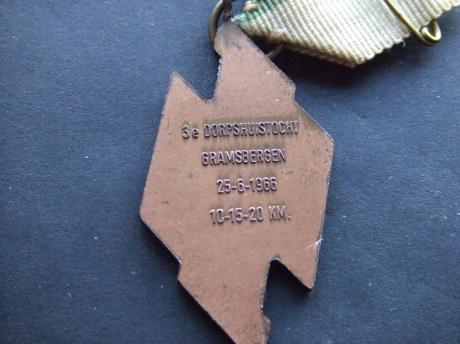 3e DORPSHUISTOCHT
GRAMSBERGEN
25-6-1966
10-15-20 KM.